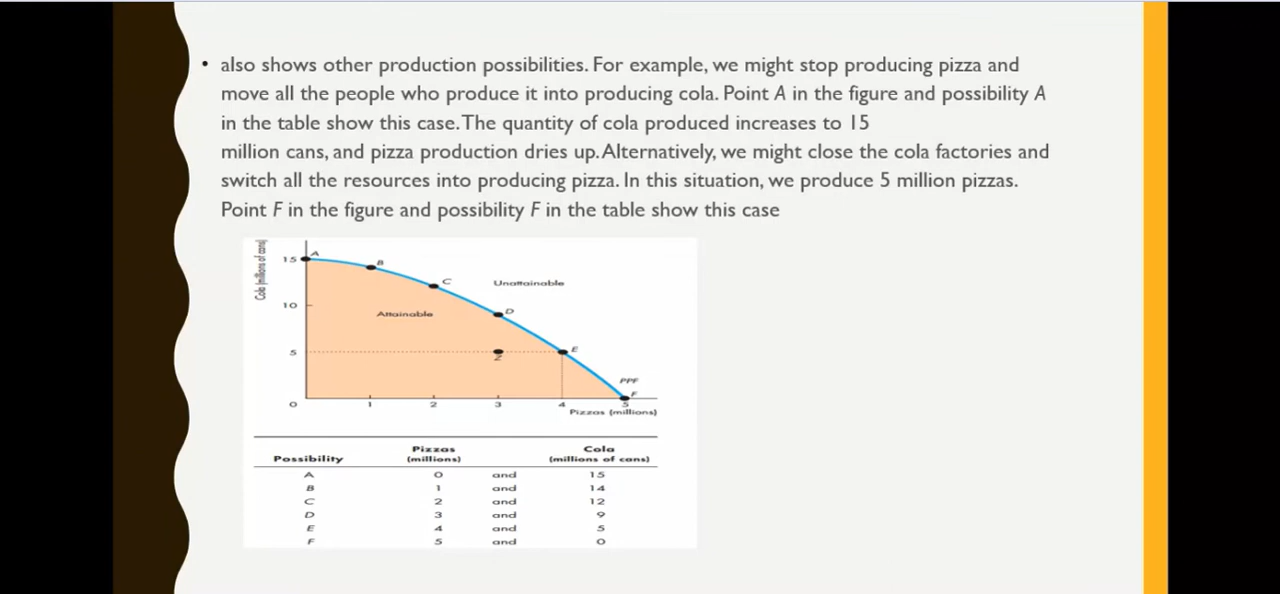 • also shows other production possibilities. For example, we might stop producing pizza and
move all the people who produce it into producing cola. Point A in the figure and possibility A
in the table show this case. The quantity of cola produced increases to 15
million cans, and pizza production dries up. Alternatively, we might close the cola factories and
switch all the resources into producing pizza. In this situation, we produce 5 million pizzas.
Point F in the figure and possibility F in the table show this case
Cola (millions of cans)
15
A
B
C
Unattainable
10
Attainable
D
5
Z
E
PPF
F
0
1
2
3
4
5
Pizzas (millions)
Possibility
Pizzas
(millions)
Cola
(millions of cans)
A 0 and 15
B 1 and 14
C 2 and 12
D 3 and 9
E 4 and 5
F 5 and 0